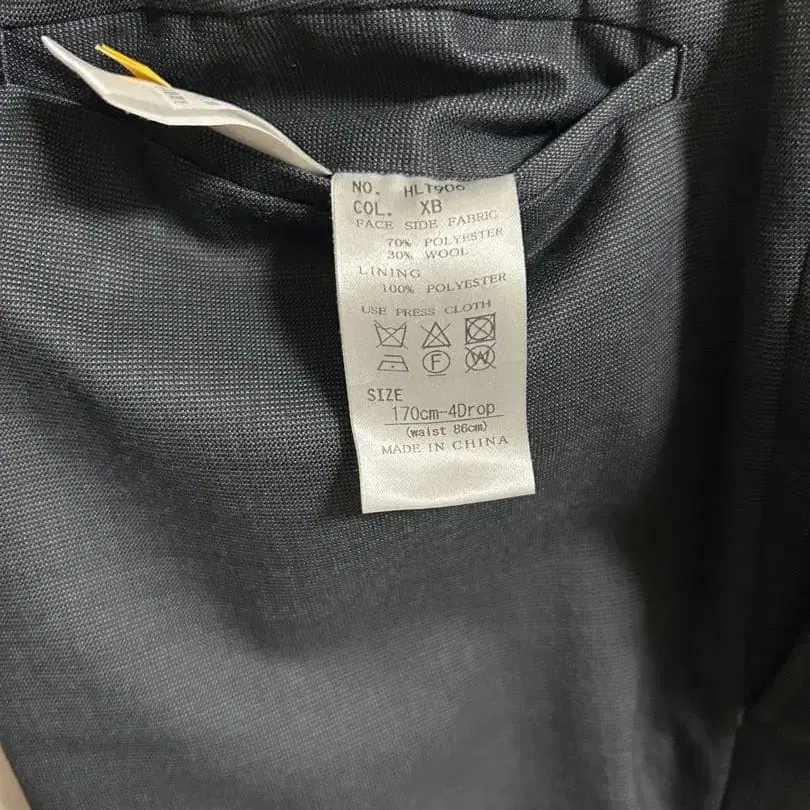 NO. HLT906
COL. XB
FACE SIDE FABRIC
70% POLYESTER
30% WOOL
LINING
100% POLYESTER
USE PRESS CLOTH
F
W
SIZE
170cm-4Drop
(waist 86cm)
MADE IN CHINA